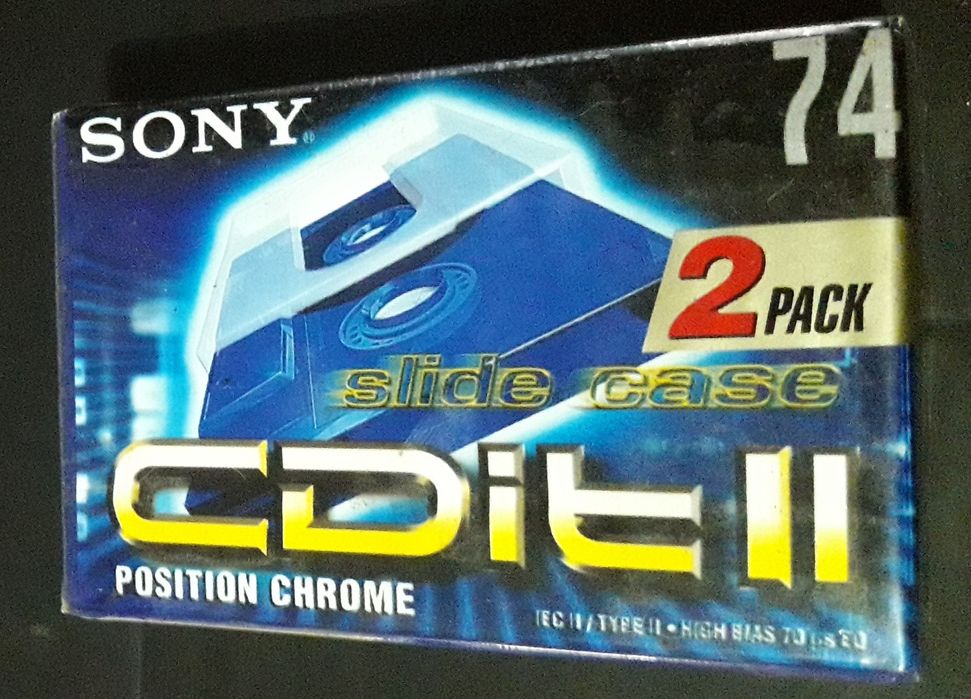 SONY®
74
2 PACK
slide case
CDit II
POSITION CHROME
IEC II / TYPE II • HIGH BIAS 70 µs EQ